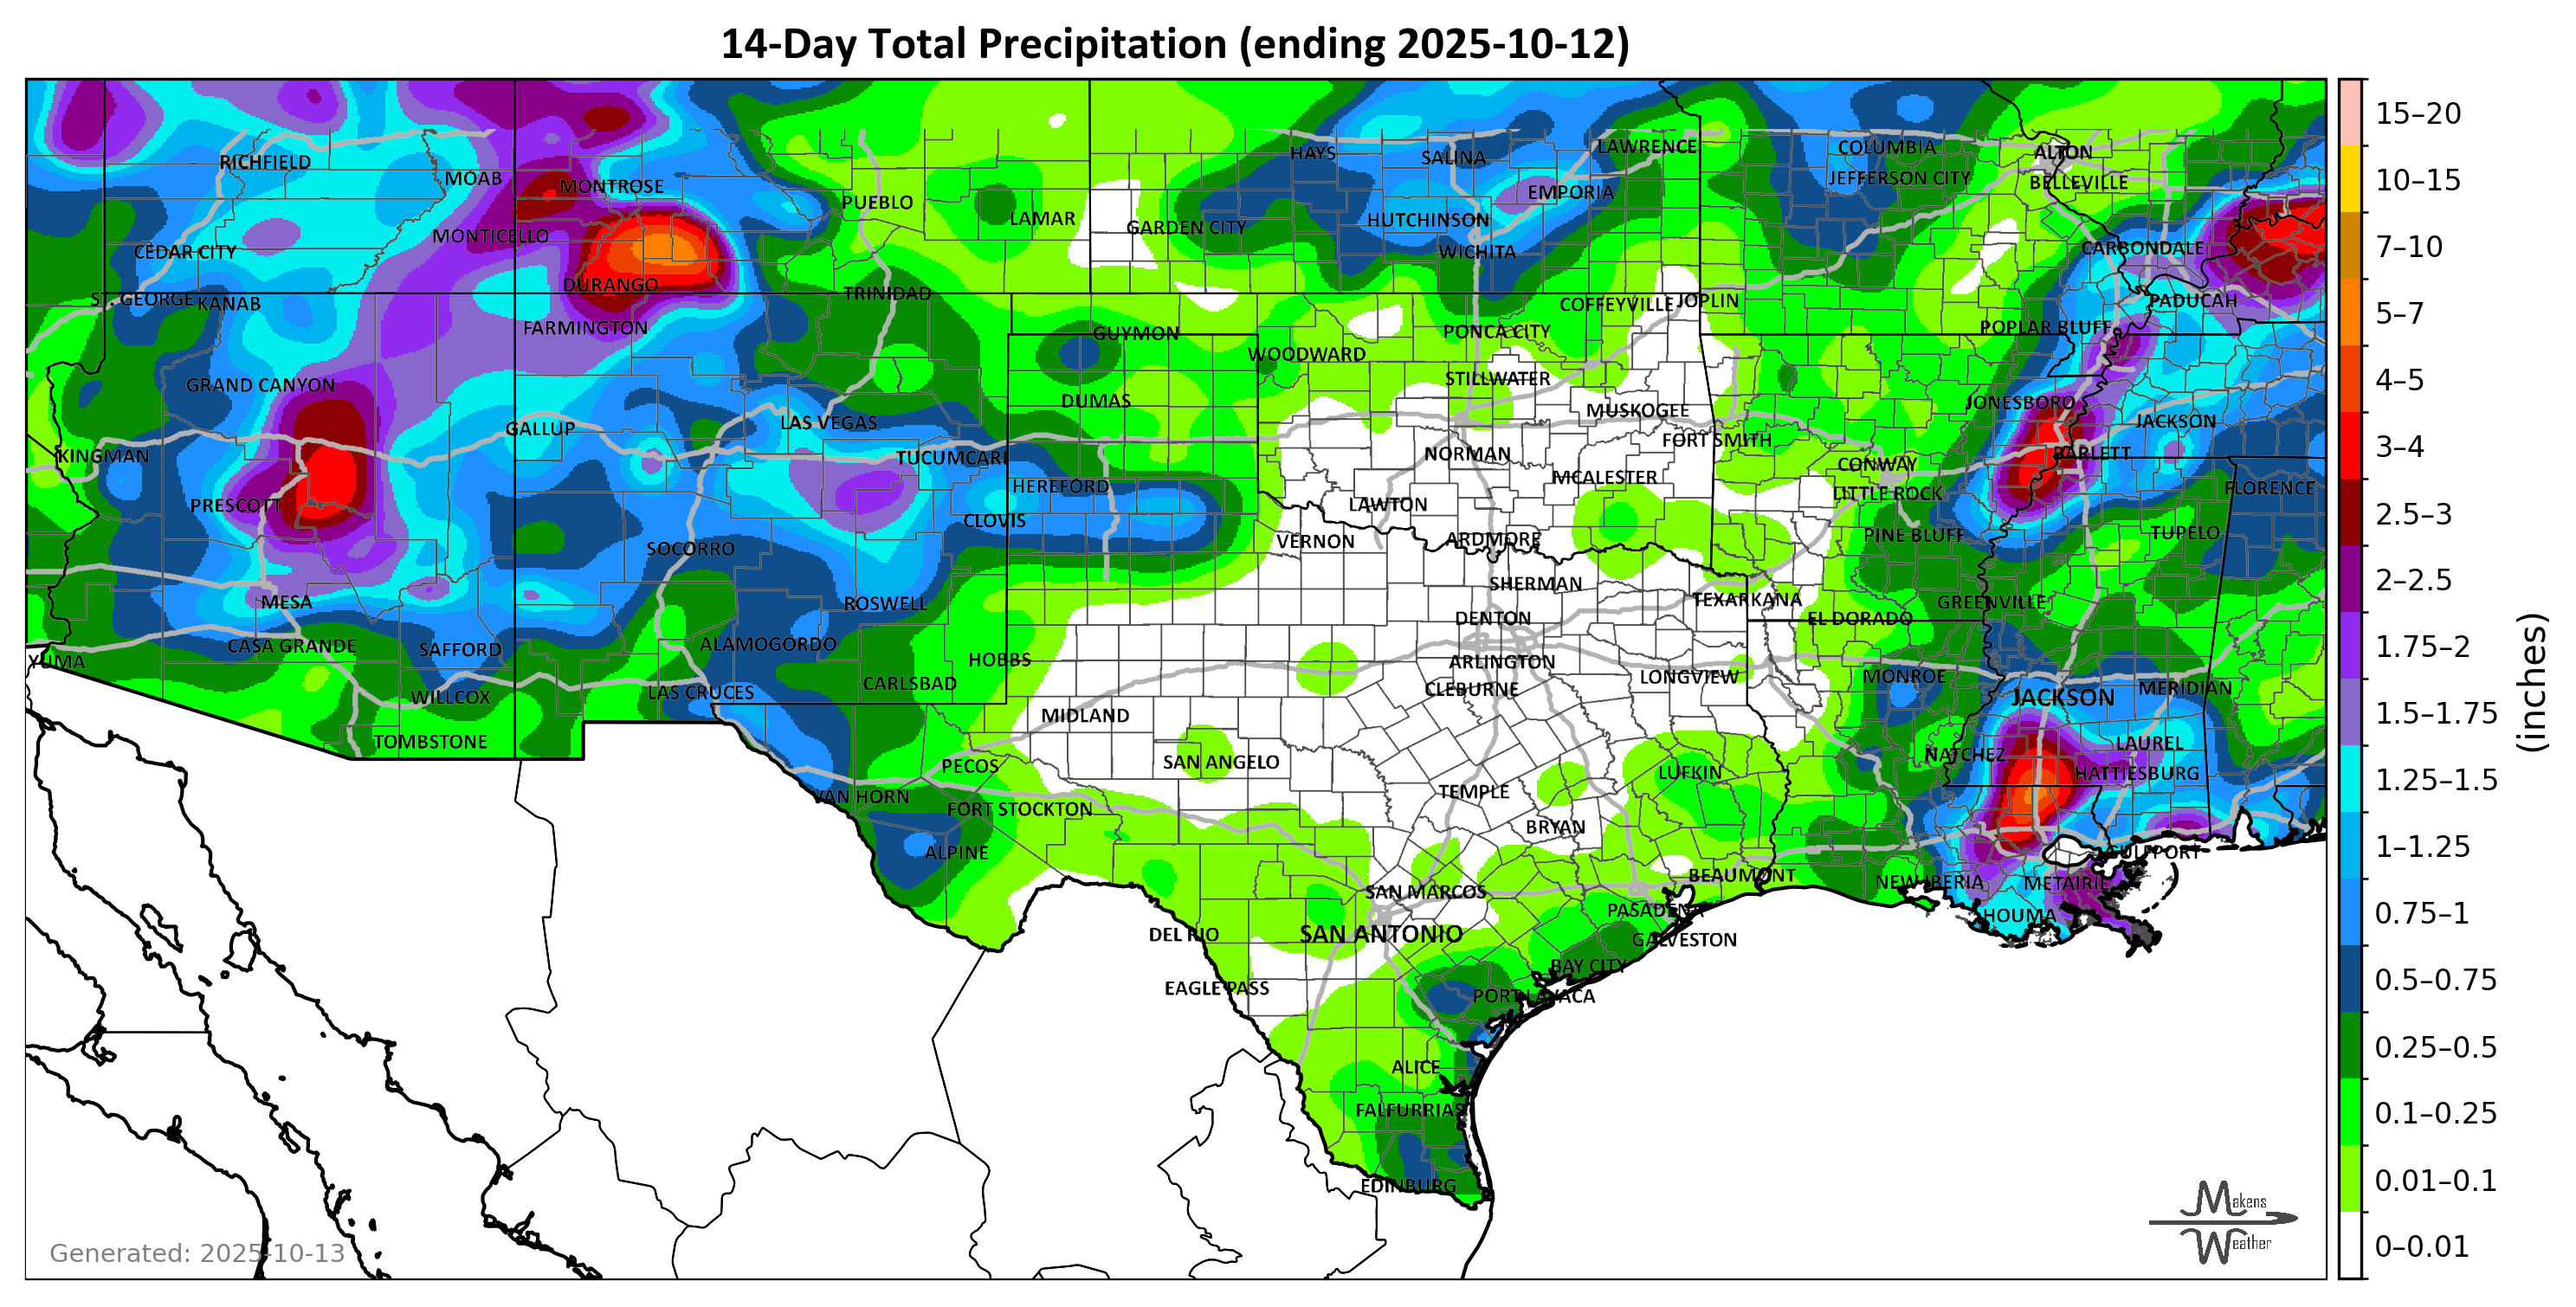 14-Day Total Precipitation (ending 2025-10-12)
RICHFIELD
MOAB
MONTROSE
PUEBLO
LAMAR
HAYS
SALINA
LAWRENCE
COLUMBIA
ALTON
JEFFERSON CITY
BELLEVILLE
EMPORIA
HUTCHINSON
GARDEN CITY
WICHITA
CEDAR CITY
MONTICELLO
CARBONDALE
DURANGO
TRINIDAD
ST. GEORGE
KANAB
COFFEYVILLE
JOPLIN
PADUCAH
FARMINGTON
GUYMON
PONCA CITY
POPLAR BLUFF
WOODWARD
GRAND CANYON
STILLWATER
DUMAS
MUSKOGEE
JONESBORO
JACKSON
GALLUP
LAS VEGAS
FORT SMITH
KINGMAN
TUCUMCARI
NORMAN
BARLETT
CONWAY
MCALESTER
HEREFORD
LITTLE ROCK
FLORENCE
PRESCOTT
LAWTON
CLOVIS
PINE BLUFF
TUPELO
SOCORRO
VERNON
ARDMORE
SHERMAN
MESA
ROSWELL
TEXARKANA
GREENVILLE
DENTON
EL DORADO
CASA GRANDE
SAFFORD
ALAMOGORDO
HOBBS
ARLINGTON
YUMA
LONGVIEW
MONROE
CARLSBAD
CLEBURNE
MERIDIAN
WILLCOX
LAS CRUCES
JACKSON
MIDLAND
TOMBSTONE
LAUREL
NATCHEZ
PECOS
SAN ANGELO
LUFKIN
HATTIESBURG
VAN HORN
FORT STOCKTON
TEMPLE
BRYAN
ALPINE
GULFPORT
BEAUMONT
NEW IBERIA
METAIRIE
SAN MARCOS
PASADENA
HOUMA
DEL RIO
SAN ANTONIO
GALVESTON
BAY CITY
EAGLE PASS
PORT LAVACA
ALICE
FALFURRIAS
EDINBURG
Generated: 2025-10-13
Makens
Weather
15–20
10–15
7–10
5–7
4–5
3–4
2.5–3
2–2.5
1.75–2
1.5–1.75
1.25–1.5
1–1.25
0.75–1
0.5–0.75
0.25–0.5
0.1–0.25
0.01–0.1
0–0.01
(inches)